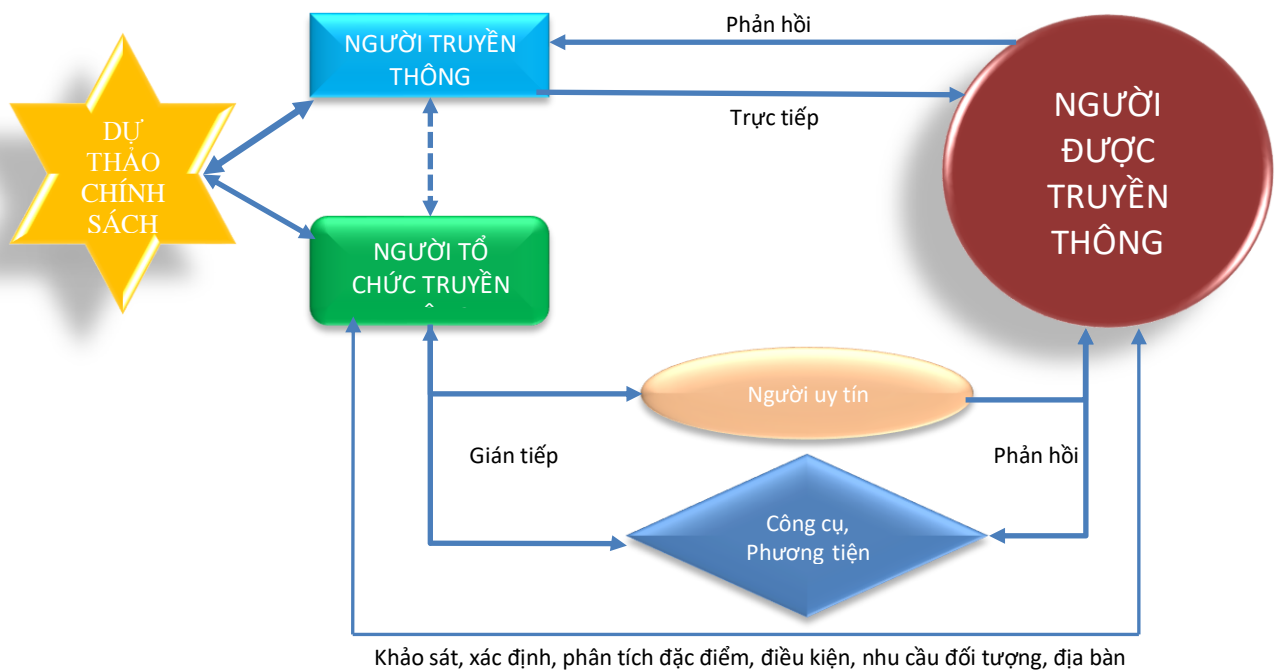 Phản hồi
NGƯỜI TRUYỀN
THÔNG
Trực tiếp
NGƯỜI
ĐƯỢC
TRUYỀN
THÔNG
DỰ
THẢO
CHÍNH
SÁCH
NGƯỜI TỔ
CHỨC TRUYỀN
Người uy tín
Gián tiếp
Phản hồi
Công cụ,
Phương tiện
Khảo sát, xác định, phân tích đặc điểm, điều kiện, nhu cầu đối tượng, địa bàn